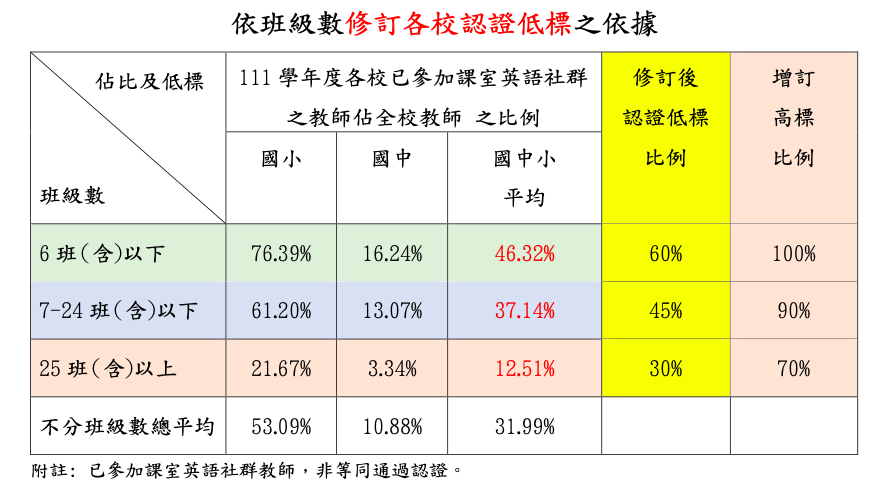 依班級數修訂各校認證低標之依據
佔比及低標
班級數
111 學年度各校已參加課室英語社群
之教師佔全校教師 之比例
修訂後
認證低標
比例
增訂
高標
比例
國小
國中
國中小
平均
6 班(含)以下 76.39% 16.24% 46.32% 60% 100%
7-24 班(含)以下 61.20% 13.07% 37.14% 45% 90%
25 班(含)以上 21.67% 3.34% 12.51% 30% 70%
不分班級數總平均 53.09% 10.88% 31.99%
附註: 已參加課室英語社群教師，非等同通過認證。